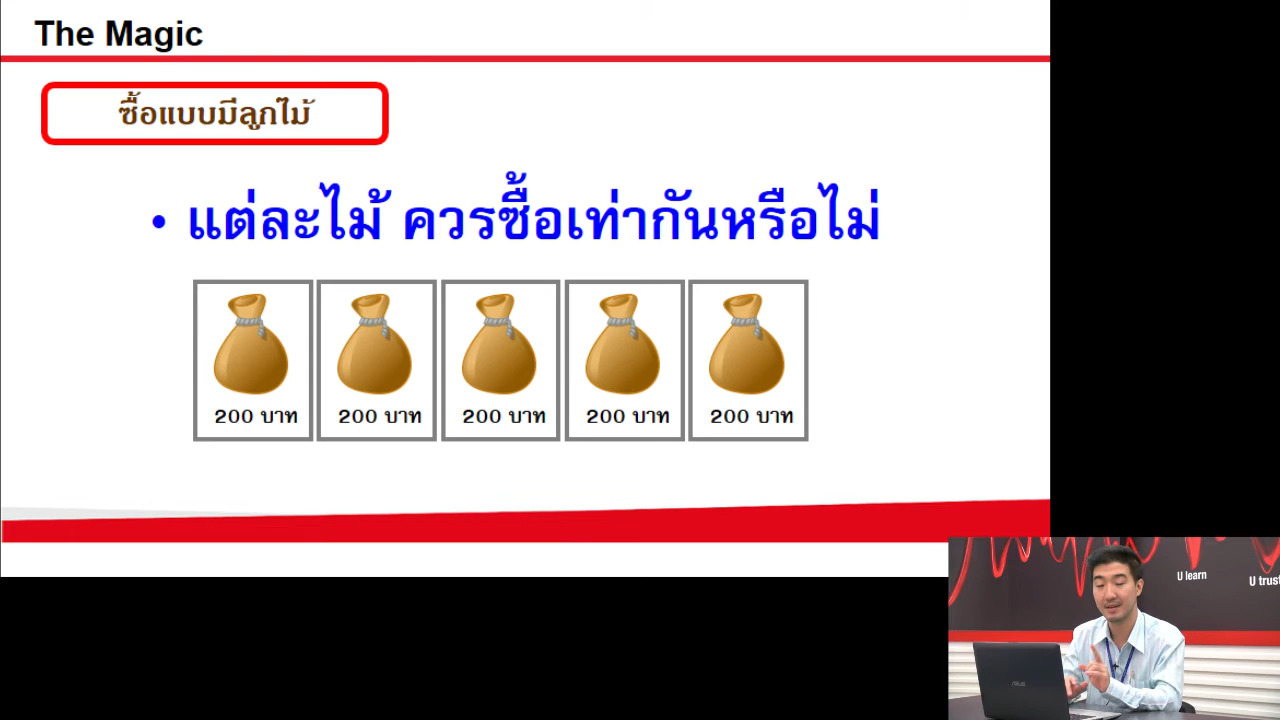 The Magic
ซื้อแบบมีลูกไม้
• แต่ละไม้ ควรซื้อเท่ากันหรือไม่
200 บาท 200 บาท 200 บาท 200 บาท 200 บาท
U learn
U trust
ASUS